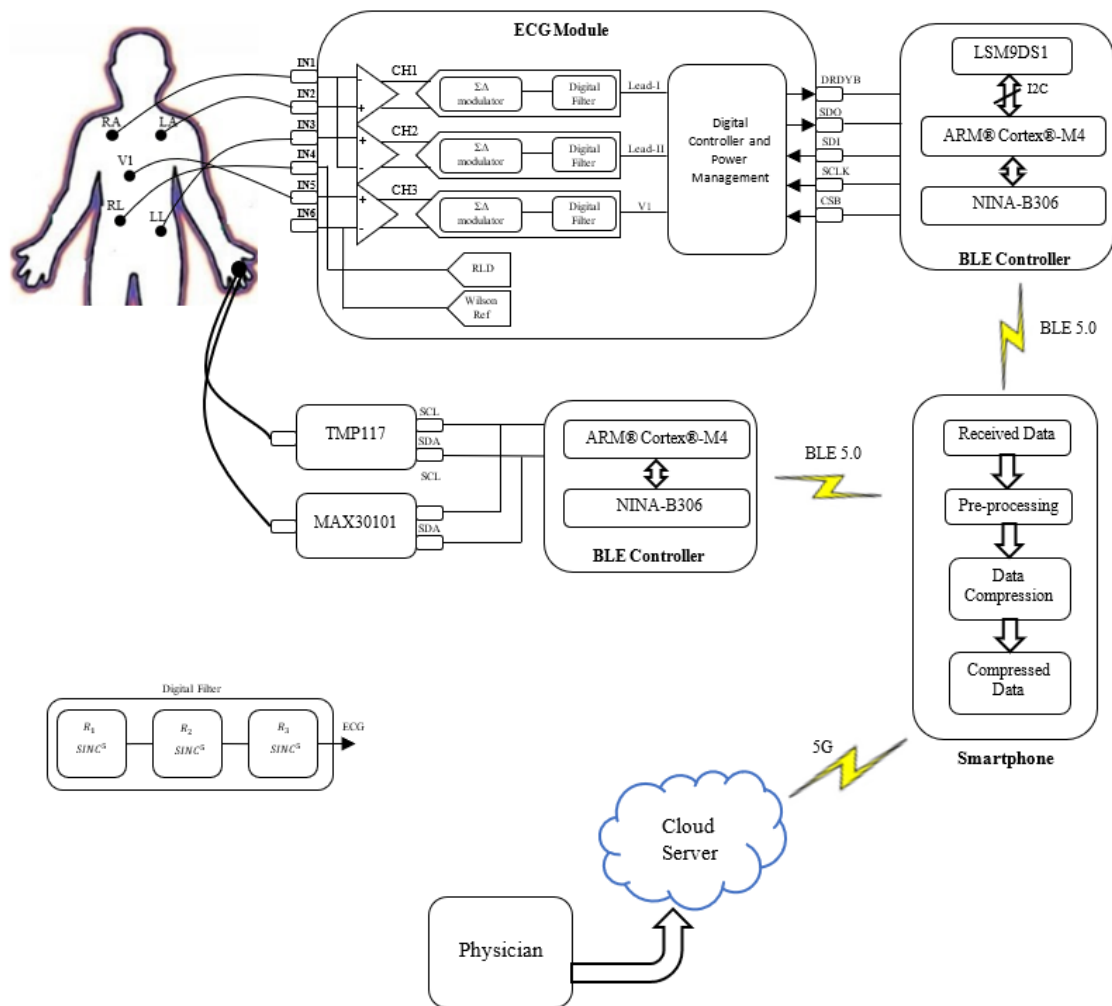 ECG Module
IN1
IN2
IN3
IN4
IN5
IN6
RA
LA
V1
RL
LL
CH1
-
+
ΣΔ
modulator
Digital
Filter
Lead-I
CH2
+
-
ΣΔ
modulator
Digital
Filter
Lead-II
CH3
+
-
ΣΔ
modulator
Digital
Filter
V1
RLD
Wilson
Ref
Digital
Controller and
Power
Management
DRDYB
SDO
SDI
SCLK
CSB
LSM9DS1
I2C
ARM® Cortex®-M4
NINA-B306
BLE Controller
BLE 5.0
TMP117
SCL
SDA
SCL
MAX30101
SDA
ARM® Cortex®-M4
NINA-B306
BLE Controller
BLE 5.0
Received Data
Pre-processing
Data
Compression
Compressed
Data
Smartphone
Digital Filter
R₁
SINC⁵
R₂
SINC⁵
R₃
SINC⁵
ECG
5G
Cloud
Server
Physician